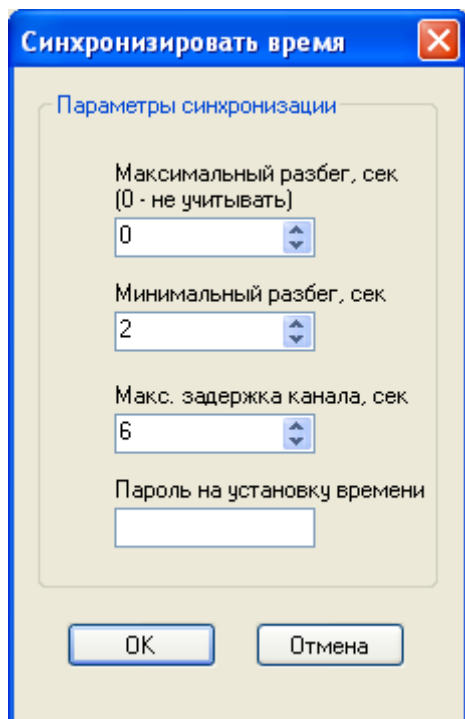 Синхронизировать время
Параметры синхронизации
Максимальный разбег, сек
(0 - не учитывать)
0
Минимальный разбег, сек
2
Макс. задержка канала, сек
6
Пароль на установку времени
OK
Отмена